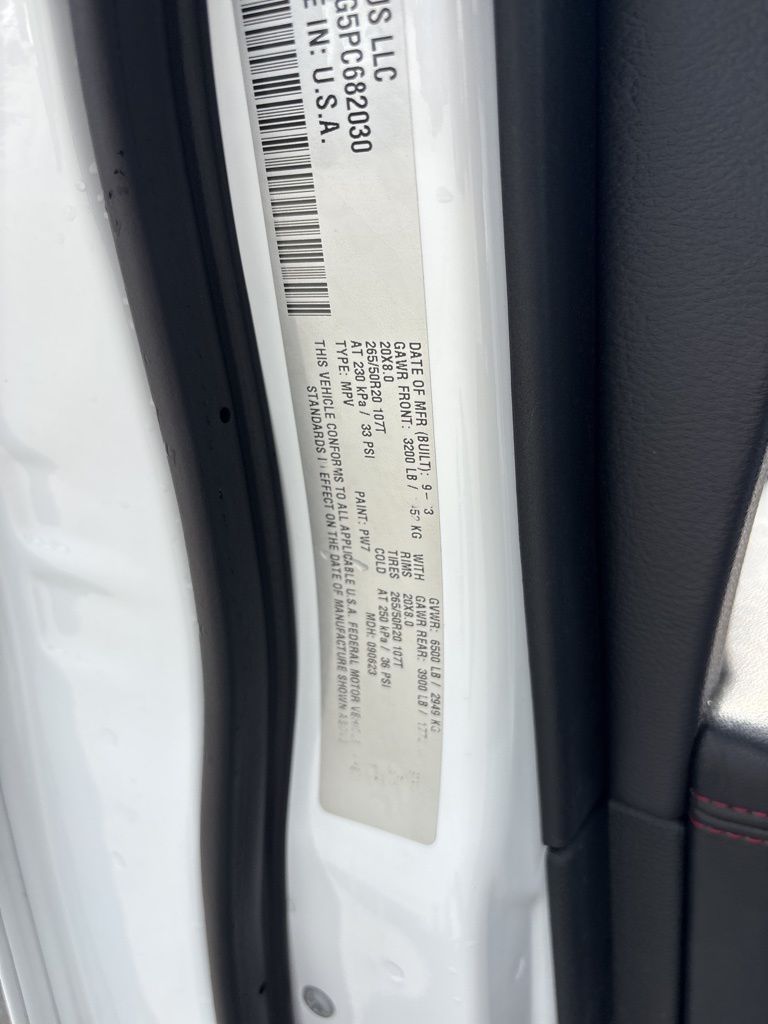 US LLC
G5PC682030
E IN: U.S.A.
DATE OF MFR (BUILT): 9- 3
GVWR: 6500 LB / 2949 KG
GAWR FRONT: 3200 LB / KG
WITH
GAWR REAR: 3900 LB /
20X8.0
RIMS
20X8.0
265/50R20 107T
TIRES
265/50R20 107T
AT 230 kPa / 33 PSI
COLD
AT 250 kPa / 36 PSI
TYPE: MPV
PAINT: PW7
MDH: 090623
THIS VEHICLE CONFORMS TO ALL APPLICABLE U.S.A. FEDERAL MOTOR VEHICLE
STANDARDS EFFECT ON THE DATE OF MANUFACTURE SHOWN ABOVE